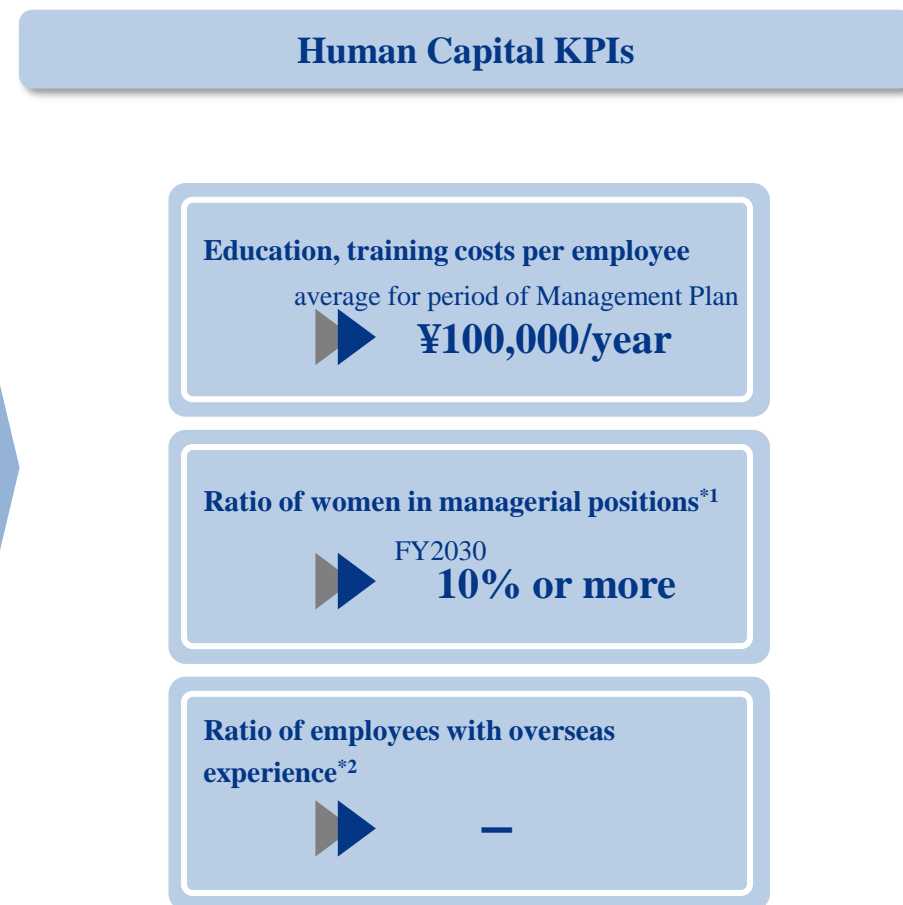 Human Capital KPIs
Education, training costs per employee
average for period of Management Plan
¥100,000/year
Ratio of women in managerial positions*1
FY2030
10% or more
Ratio of employees with overseas
experience*2
–